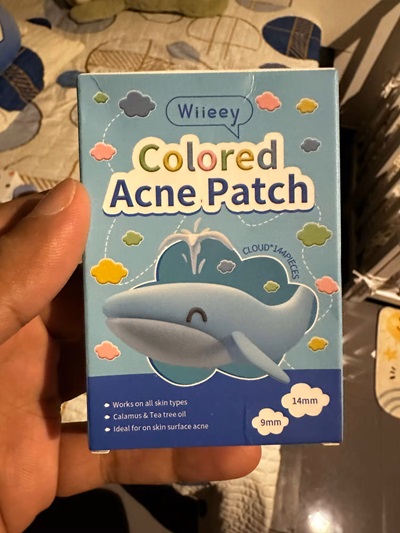 Wiieey
Colored
Acne Patch
CLOUD*144PIECES
Works on all skin types
Calamus & Tea tree oil
Ideal for on skin surface acne
14mm
9mm